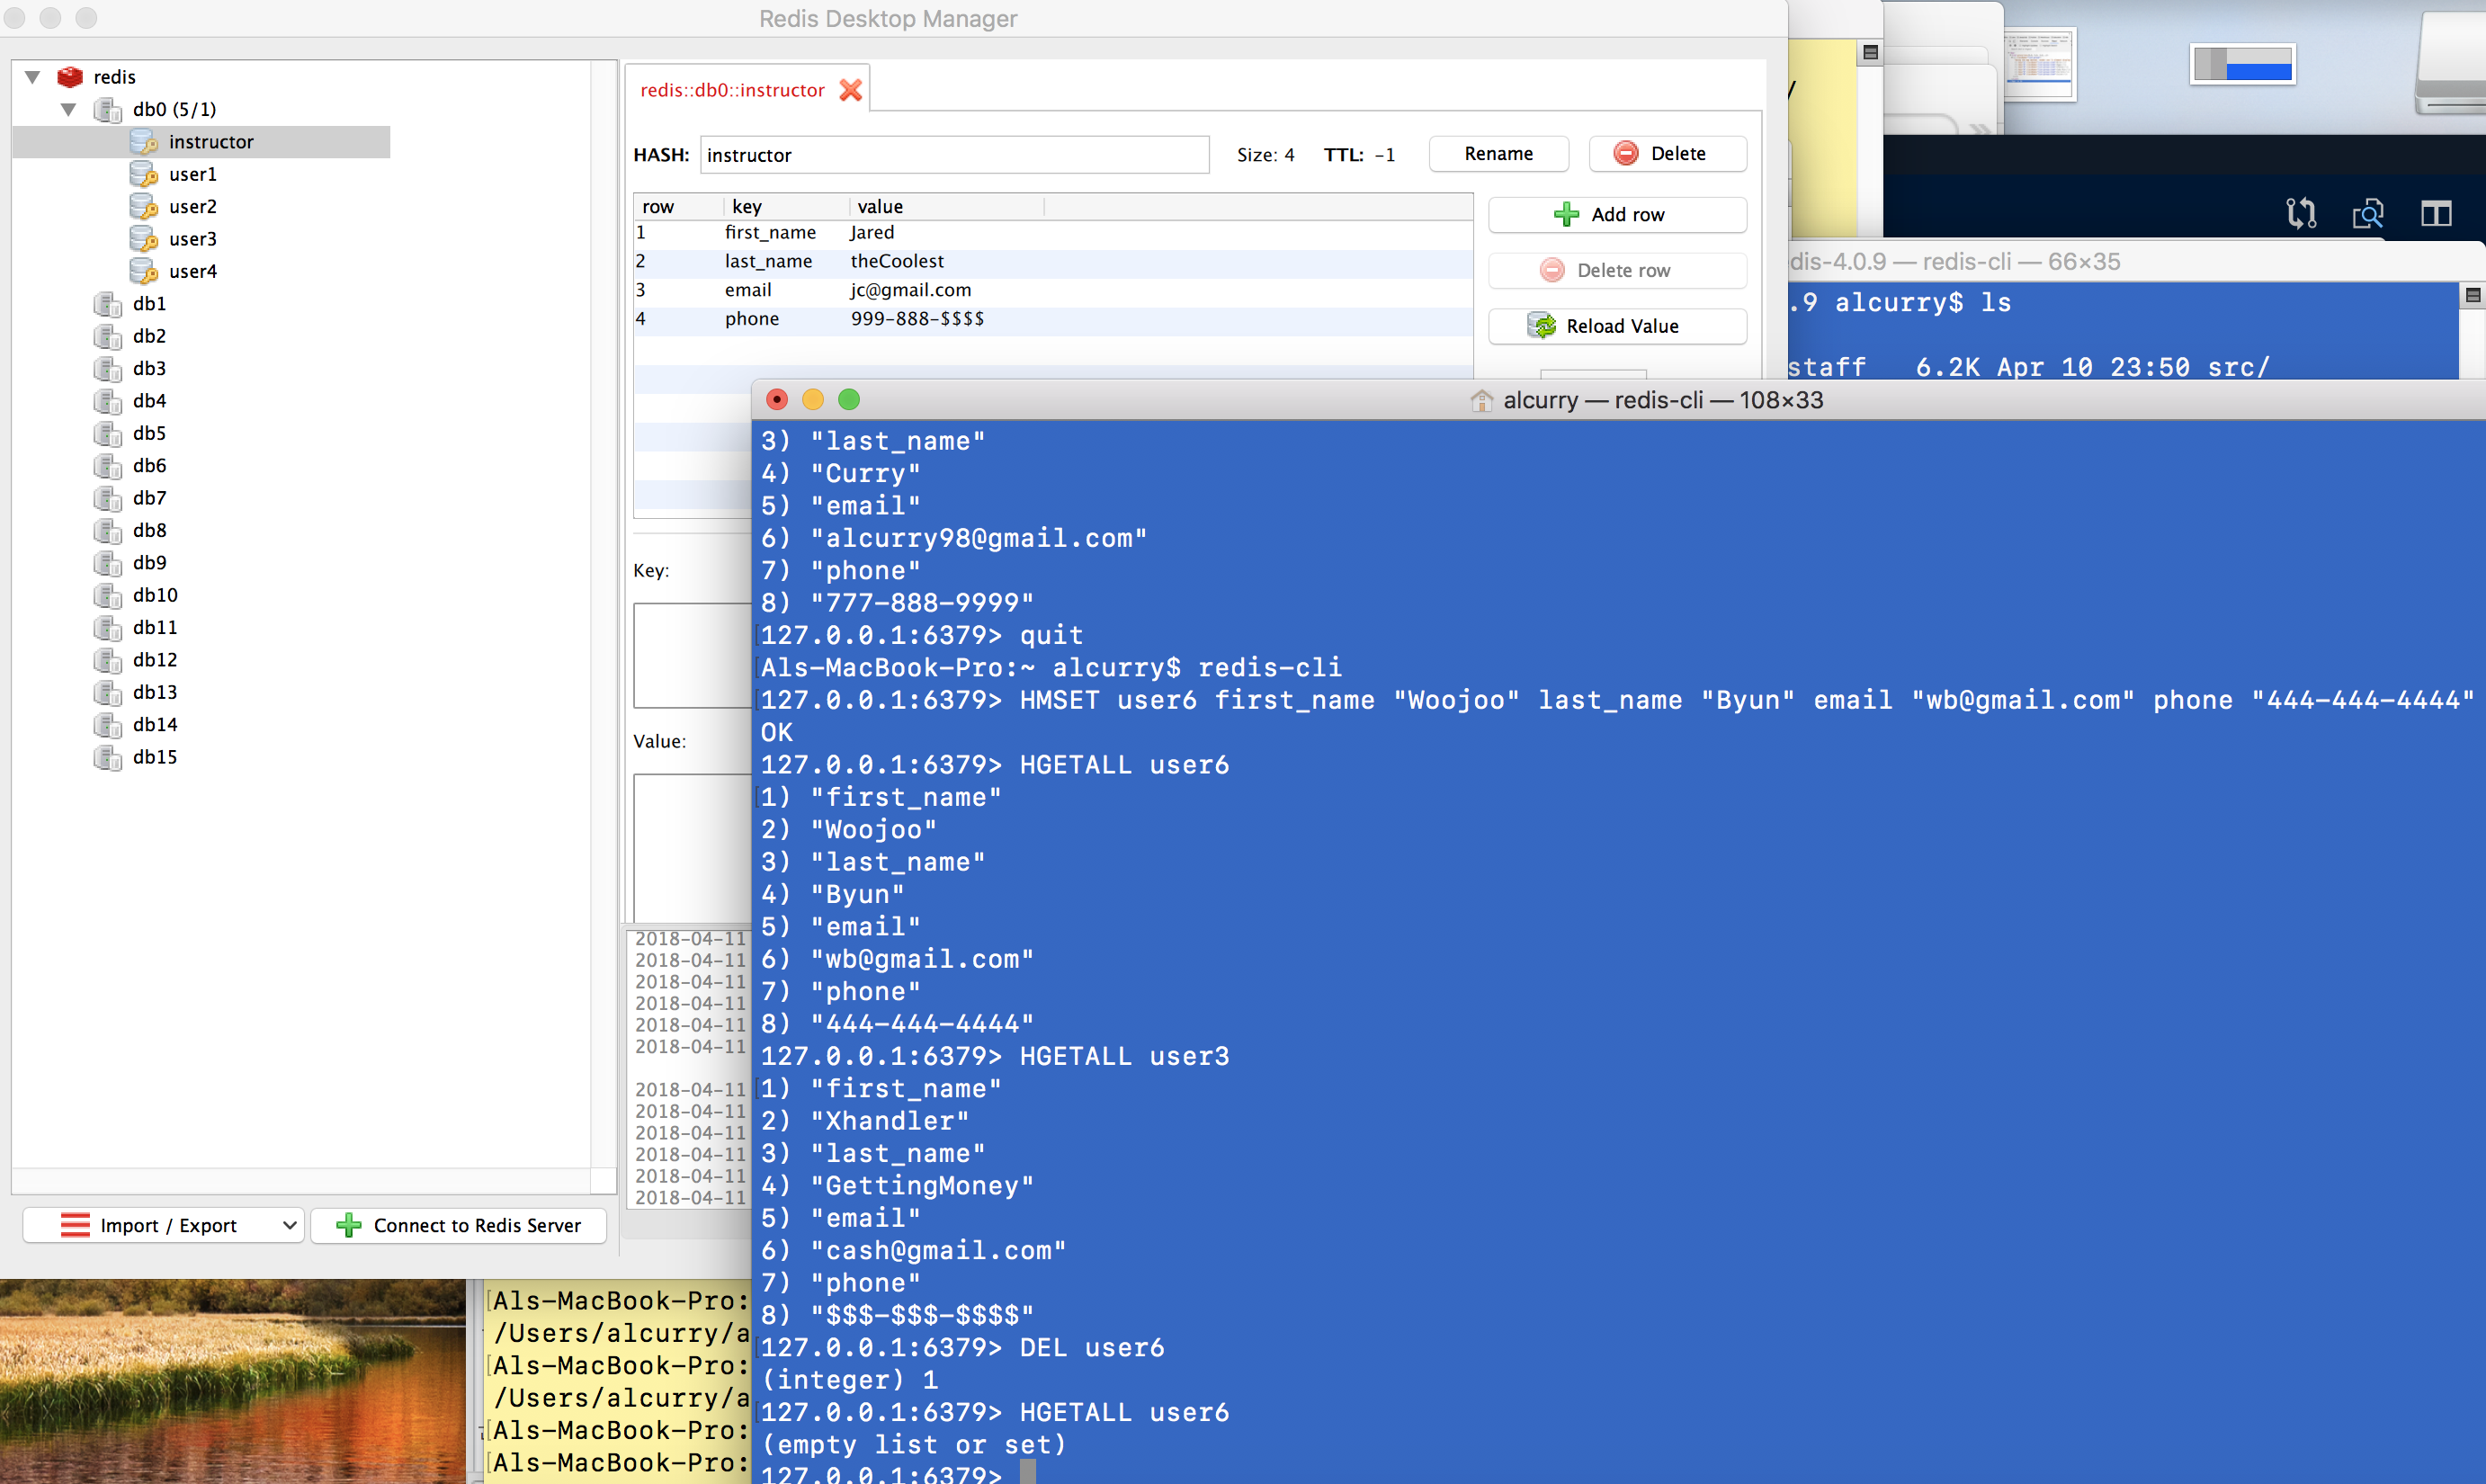 Redis Desktop Manager
redis
db0 (5/1)
instructor
user1
user2
user3
user4
db1
db2
db3
db4
db5
db6
db7
db8
db9
db10
db11
db12
db13
db14
db15
Import / Export
Connect to Redis Server
redis::db0::instructor
HASH: instructor Size: 4 TTL: -1 Rename Delete
row key value
1 first_name Jared
2 last_name theCoolest
3 email jc@gmail.com
4 phone 999-888-$$$$
Add row
Delete row
Reload Value
Key:
Value:
2018-04-11
2018-04-11
2018-04-11
2018-04-11
2018-04-11
2018-04-11
2018-04-11
2018-04-11
2018-04-11
2018-04-11
2018-04-11
2018-04-11
dis-4.0.9 — redis-cli — 66×35
.9 alcurry$ ls
staff 6.2K Apr 10 23:50 src/
alcurry — redis-cli — 108×33
3) "last_name"
4) "Curry"
5) "email"
6) "alcurry98@gmail.com"
7) "phone"
8) "777-888-9999"
127.0.0.1:6379> quit
Als-MacBook-Pro:~ alcurry$ redis-cli
127.0.0.1:6379> HMSET user6 first_name "Woojoo" last_name "Byun" email "wb@gmail.com" phone "444-444-4444"
OK
127.0.0.1:6379> HGETALL user6
1) "first_name"
2) "Woojoo"
3) "last_name"
4) "Byun"
5) "email"
6) "wb@gmail.com"
7) "phone"
8) "444-444-4444"
127.0.0.1:6379> HGETALL user3
1) "first_name"
2) "Xhandler"
3) "last_name"
4) "GettingMoney"
5) "email"
6) "cash@gmail.com"
7) "phone"
8) "$$$-$$$-$$$$"
127.0.0.1:6379> DEL user6
(integer) 1
127.0.0.1:6379> HGETALL user6
(empty list or set)
127.0.0.1:6379>
Als-MacBook-Pro:
/Users/alcurry/a
Als-MacBook-Pro:
/Users/alcurry/a
Als-MacBook-Pro:
Als-MacBook-Pro: